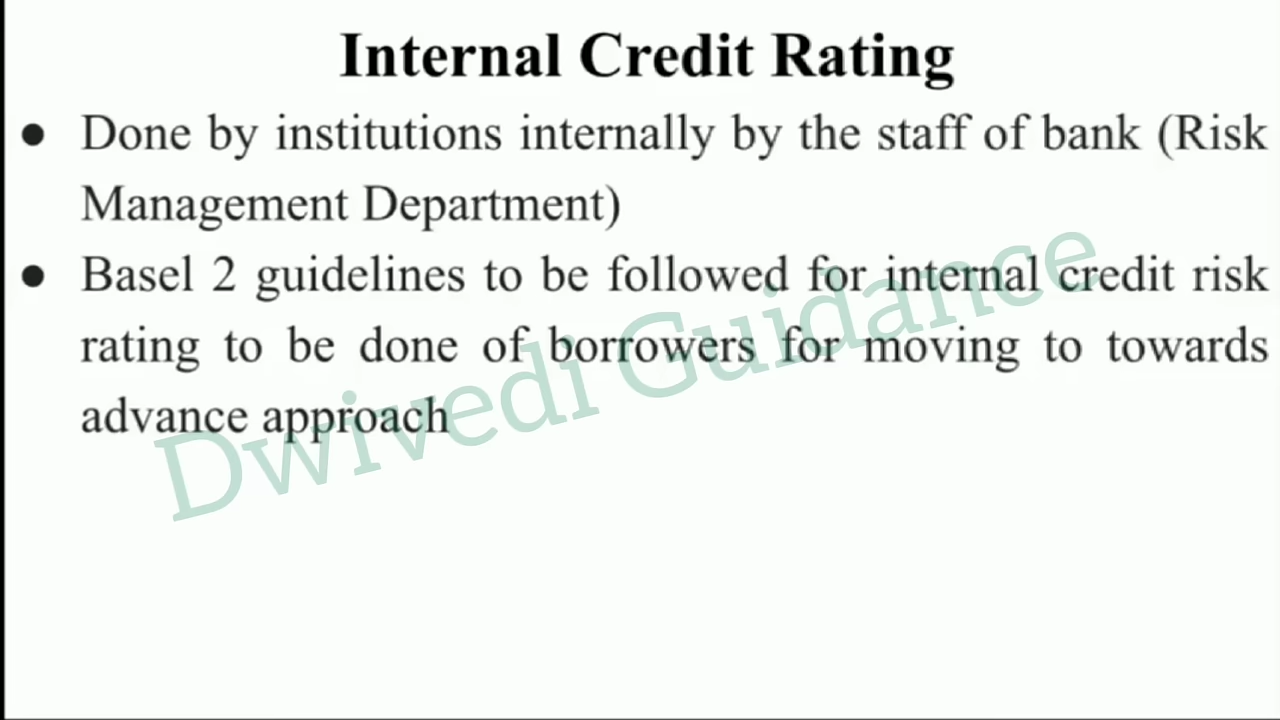 Internal Credit Rating
● Done by institutions internally by the staff of bank (Risk
Management Department)
● Basel 2 guidelines to be followed for internal credit risk
rating to be done of borrowers for moving to towards
advance approach
Dwivedi Guidance